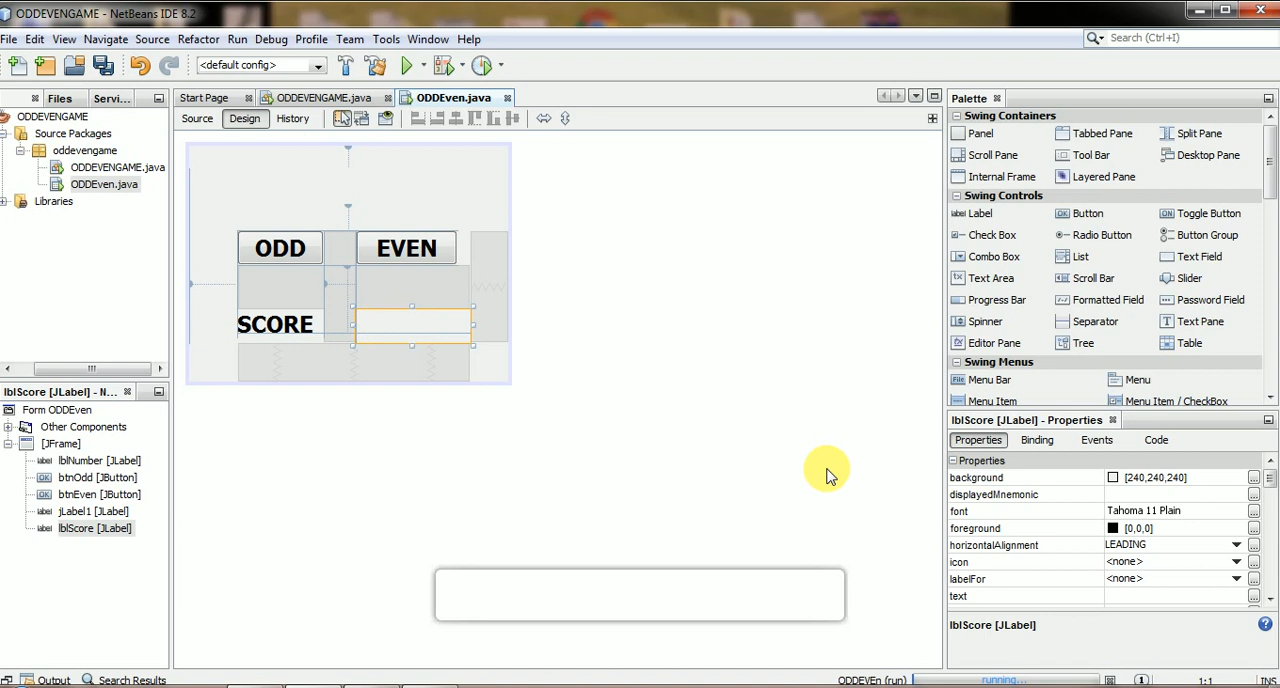 ODDEVENGAME - NetBeans IDE 8.2
File Edit View Navigate Source Refactor Run Debug Profile Team Tools Window Help
Search (Ctrl+I)
<default config>
Files Servi...
ODDEVENGAME
Source Packages
oddevengame
ODDEVENGAME.java
ODDEven.java
Libraries
Start Page ODDEVENGAME.java ODDEven.java
Source Design History
ODD EVEN
SCORE
lblScore [JLabel] - N...
Form ODDEven
Other Components
[JFrame]
lblNumber [JLabel]
btnOdd [JButton]
btnEven [JButton]
jLabel1 [JLabel]
lblScore [JLabel]
Palette
Swing Containers
Panel Tabbed Pane Split Pane
Scroll Pane Tool Bar Desktop Pane
Internal Frame Layered Pane
Swing Controls
label Label OK Button ON Toggle Button
Check Box Radio Button Button Group
Combo Box List Text Field
Text Area Scroll Bar Slider
Progress Bar Formatted Field Password Field
Spinner Separator T Text Pane
Editor Pane Tree Table
Swing Menus
File Menu Bar Menu
Menu Item Menu Item / CheckBox
lblScore [JLabel] - Properties
Properties Binding Events Code
Properties
background [240,240,240] ...
displayedMnemonic ...
font Tahoma 11 Plain ...
foreground [0,0,0] ...
horizontalAlignment LEADING ...
icon <none> ...
labelFor <none> ...
text ...
lblScore [JLabel]
Output Search Results
ODDEVEn (run) running... 1 1:1 INS